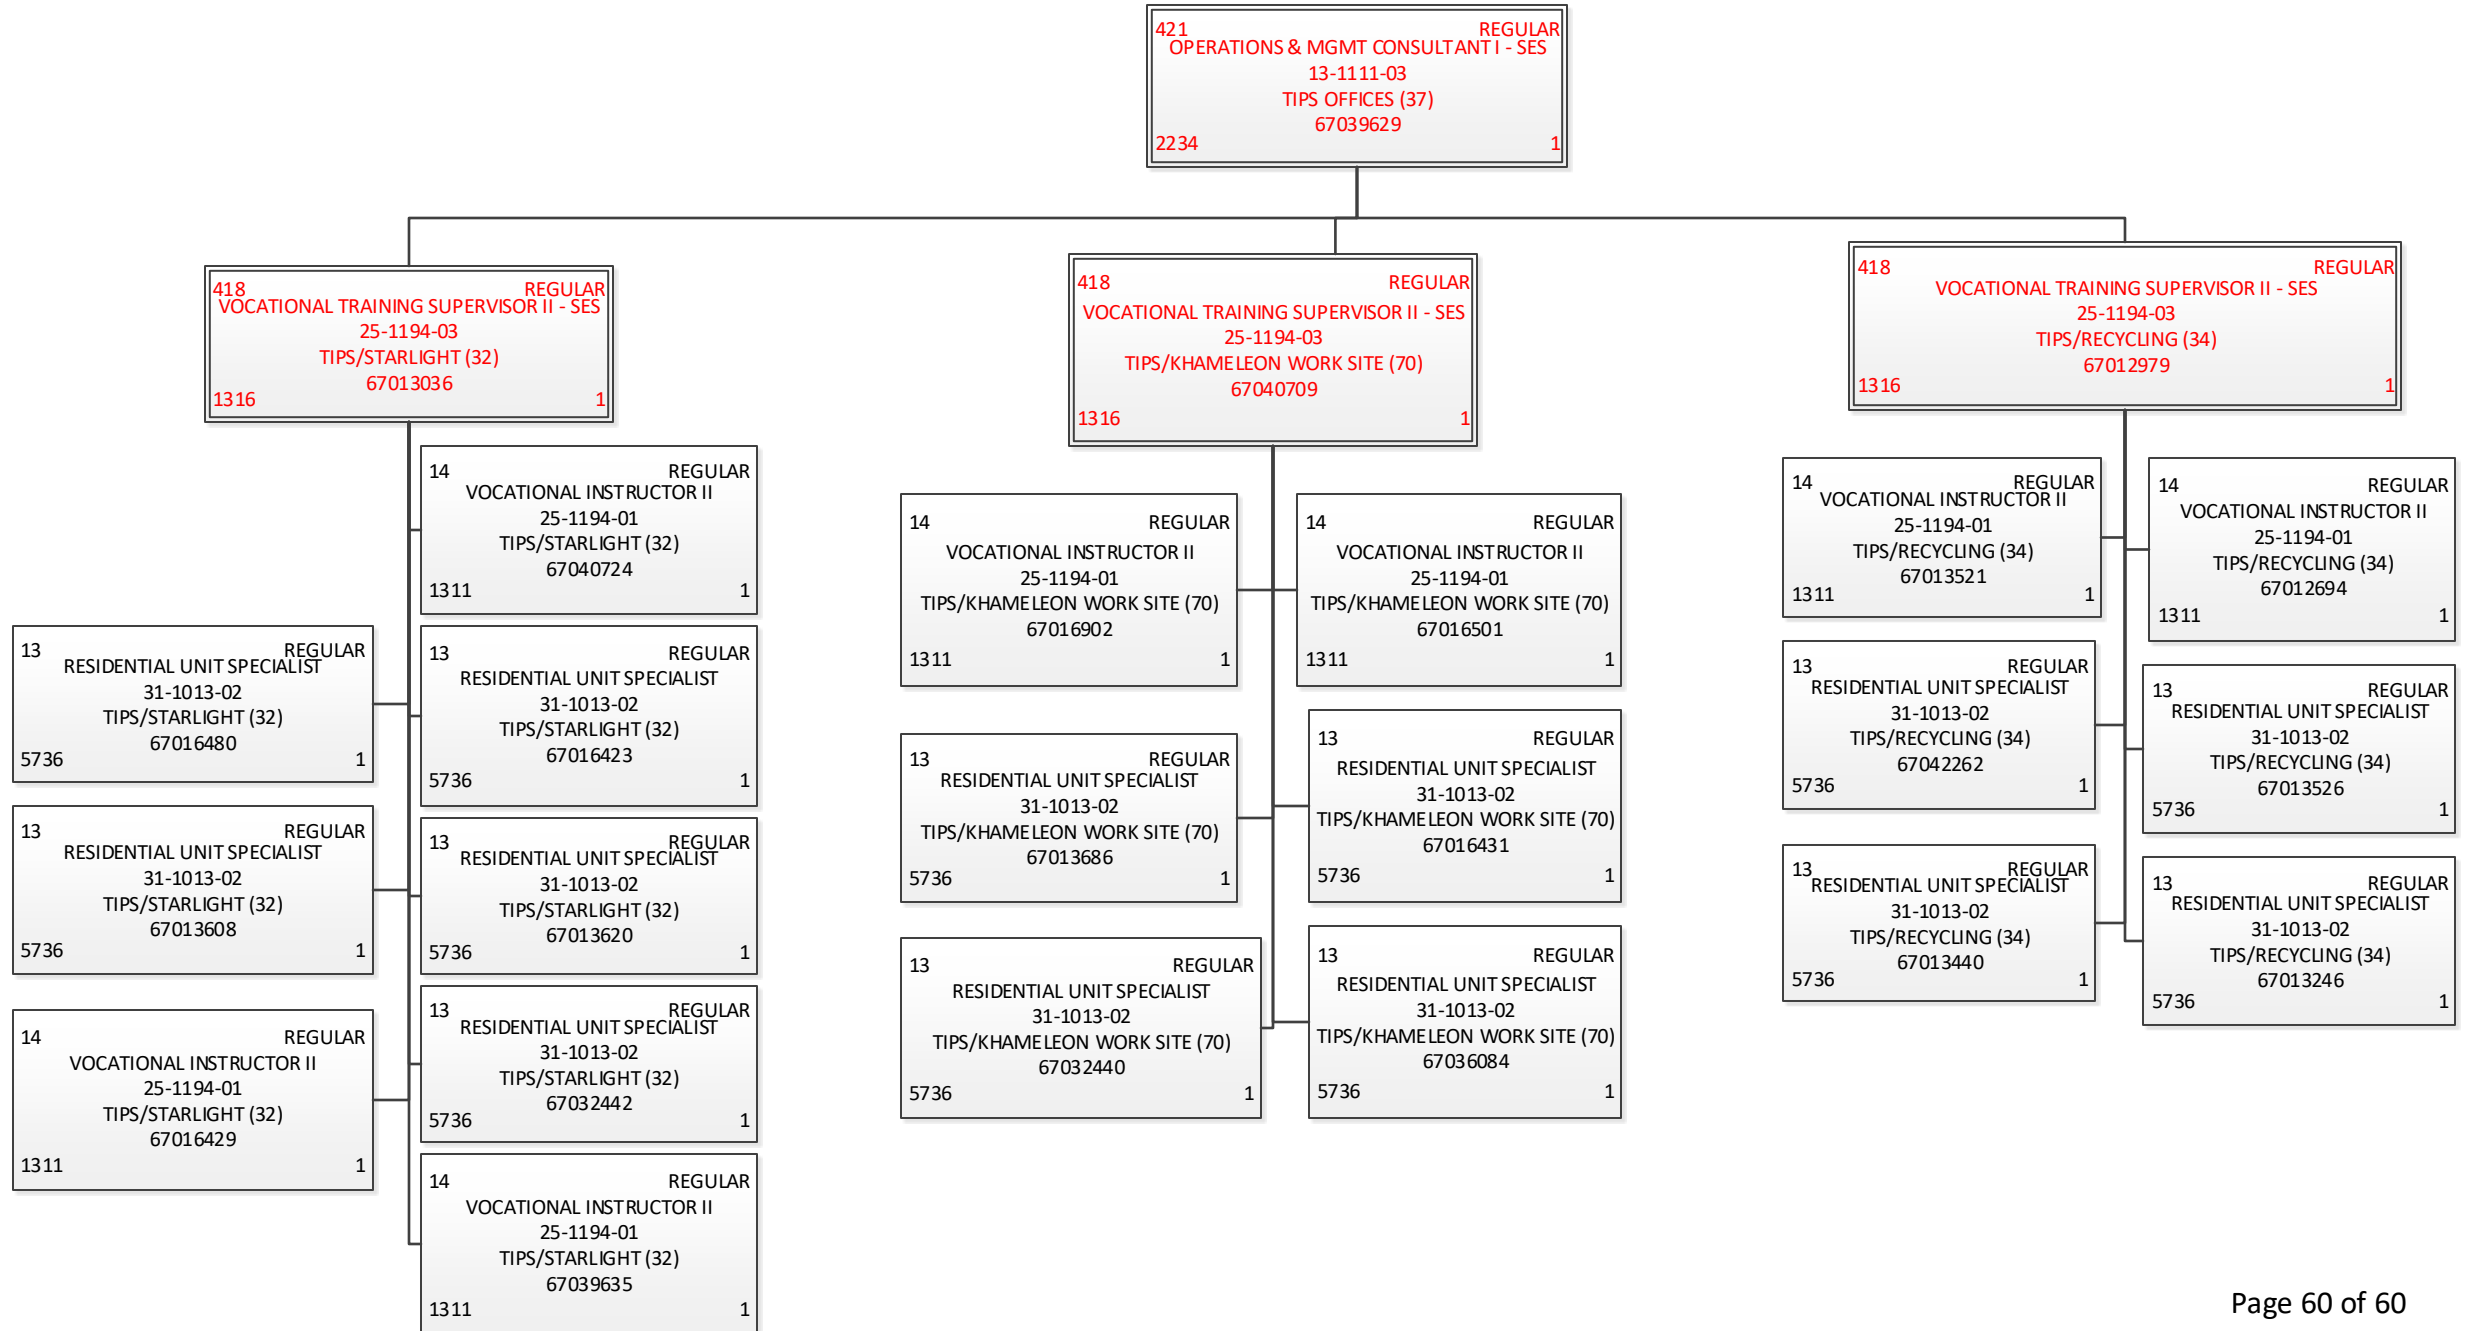 421 REGULAR
OPERATIONS & MGMT CONSULTANT I - SES
13-1111-03
TIPS OFFICES (37)
67039629
2234 1
418 REGULAR
VOCATIONAL TRAINING SUPERVISOR II - SES
25-1194-03
TIPS/STARLIGHT (32)
67013036
1316 1
14 REGULAR
VOCATIONAL INSTRUCTOR II
25-1194-01
TIPS/STARLIGHT (32)
67040724
1311 1
13 REGULAR
RESIDENTIAL UNIT SPECIALIST
31-1013-02
TIPS/STARLIGHT (32)
67016480
5736 1
13 REGULAR
RESIDENTIAL UNIT SPECIALIST
31-1013-02
TIPS/STARLIGHT (32)
67016423
5736 1
13 REGULAR
RESIDENTIAL UNIT SPECIALIST
31-1013-02
TIPS/STARLIGHT (32)
67013608
5736 1
13 REGULAR
RESIDENTIAL UNIT SPECIALIST
31-1013-02
TIPS/STARLIGHT (32)
67013620
5736 1
13 REGULAR
RESIDENTIAL UNIT SPECIALIST
31-1013-02
TIPS/STARLIGHT (32)
67032442
5736 1
14 REGULAR
VOCATIONAL INSTRUCTOR II
25-1194-01
TIPS/STARLIGHT (32)
67016429
1311 1
14 REGULAR
VOCATIONAL INSTRUCTOR II
25-1194-01
TIPS/STARLIGHT (32)
67039635
1311 1
418 REGULAR
VOCATIONAL TRAINING SUPERVISOR II - SES
25-1194-03
TIPS/KHAMELEON WORK SITE (70)
67040709
1316 1
14 REGULAR
VOCATIONAL INSTRUCTOR II
25-1194-01
TIPS/KHAMELEON WORK SITE (70)
67016902
1311 1
14 REGULAR
VOCATIONAL INSTRUCTOR II
25-1194-01
TIPS/KHAMELEON WORK SITE (70)
67016501
1311 1
13 REGULAR
RESIDENTIAL UNIT SPECIALIST
31-1013-02
TIPS/KHAMELEON WORK SITE (70)
67013686
5736 1
13 REGULAR
RESIDENTIAL UNIT SPECIALIST
31-1013-02
TIPS/KHAMELEON WORK SITE (70)
67016431
5736 1
13 REGULAR
RESIDENTIAL UNIT SPECIALIST
31-1013-02
TIPS/KHAMELEON WORK SITE (70)
67032440
5736 1
13 REGULAR
RESIDENTIAL UNIT SPECIALIST
31-1013-02
TIPS/KHAMELEON WORK SITE (70)
67036084
5736 1
418 REGULAR
VOCATIONAL TRAINING SUPERVISOR II - SES
25-1194-03
TIPS/RECYCLING (34)
67012979
1316 1
14 REGULAR
VOCATIONAL INSTRUCTOR II
25-1194-01
TIPS/RECYCLING (34)
67013521
1311 1
14 REGULAR
VOCATIONAL INSTRUCTOR II
25-1194-01
TIPS/RECYCLING (34)
67012694
1311 1
13 REGULAR
RESIDENTIAL UNIT SPECIALIST
31-1013-02
TIPS/RECYCLING (34)
67042262
5736 1
13 REGULAR
RESIDENTIAL UNIT SPECIALIST
31-1013-02
TIPS/RECYCLING (34)
67013526
5736 1
13 REGULAR
RESIDENTIAL UNIT SPECIALIST
31-1013-02
TIPS/RECYCLING (34)
67013440
5736 1
13 REGULAR
RESIDENTIAL UNIT SPECIALIST
31-1013-02
TIPS/RECYCLING (34)
67013246
5736 1
Page 60 of 60